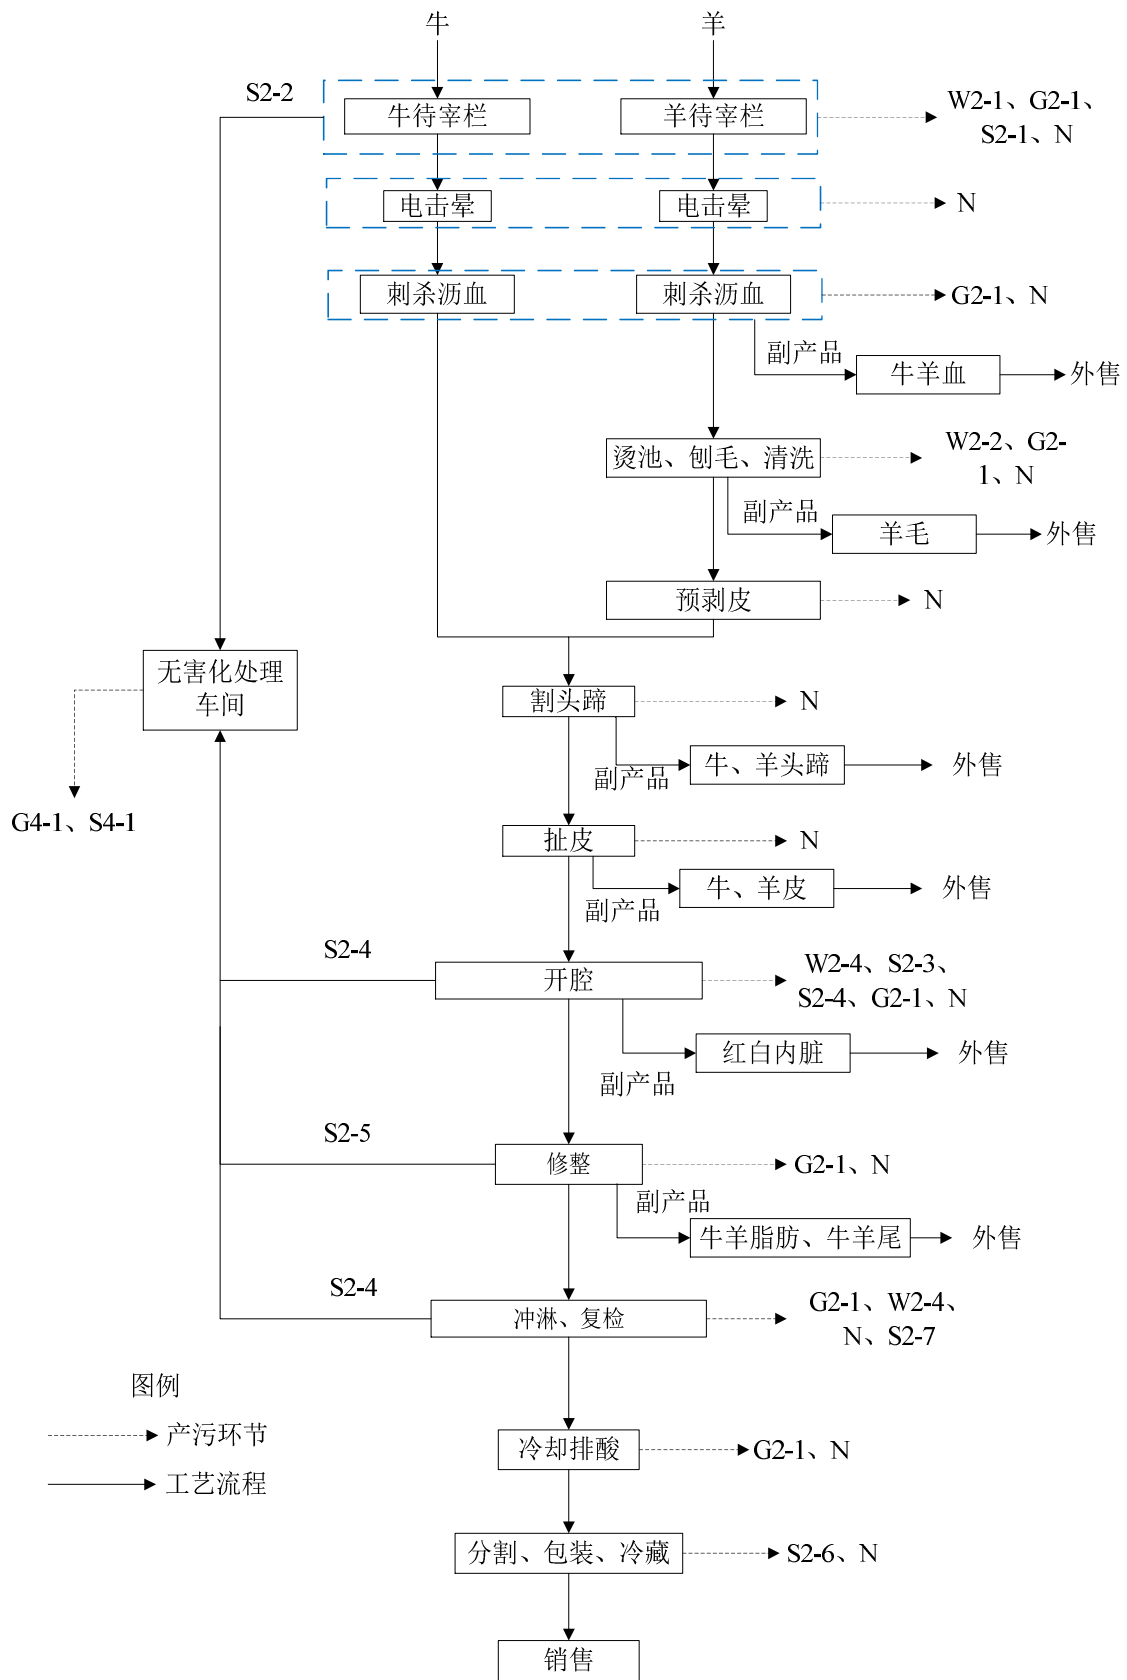 牛
羊
S2-2
牛待宰栏
羊待宰栏
W2-1、G2-1、
S2-1、N
电击晕
电击晕
N
刺杀沥血
刺杀沥血
G2-1、N
副产品
牛羊血
外售
烫池、刨毛、清洗
W2-2、G2-
1、N
副产品
羊毛
外售
预剥皮
N
无害化处理
车间
割头蹄
N
副产品
牛、羊头蹄
外售
G4-1、S4-1
扯皮
N
副产品
牛、羊皮
外售
S2-4
开腔
W2-4、S2-3、
S2-4、G2-1、N
副产品
红白内脏
外售
S2-5
修整
G2-1、N
副产品
牛羊脂肪、牛羊尾
外售
S2-4
冲淋、复检
G2-1、W2-4、
N、S2-7
图例
产污环节
工艺流程
冷却排酸
G2-1、N
分割、包装、冷藏
S2-6、N
销售